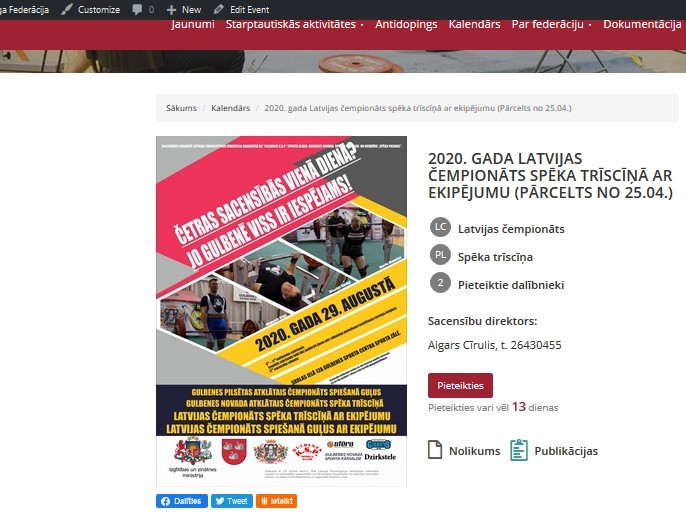 ga Federācija Customize 0 New Edit Event
Jaunumi Starptautiskās aktivitātes Antidopings Kalendārs Par federāciju Dokumentācija
Sākums / Kalendārs / 2020. gada Latvijas čempionāts spēka trīscīņā ar ekipējumu (Pārcelts no 25.04.)
ČETRAS SACENSĪBAS VIENĀ DIENĀ?
JO GULBENĒ VISS IR IESPĒJAMS!
2020. GADA 29. AUGUSTĀ
GULBENES PILSĒTAS ATKLĀTAIS ČEMPIONĀTS SPIEŠANĀ GUĻUS
GULBENES NOVADA ATKLĀTAIS ČEMPIONĀTS SPĒKA TRĪSCĪŅĀ
LATVIJAS ČEMPIONĀTS SPĒKA TRĪSCĪŅĀ AR EKIPĒJUMU
LATVIJAS ČEMPIONĀTS SPIEŠANĀ GUĻUS AR EKIPĒJUMU
Izglītības un zinātnes
ministrija
GULBENES NOVADA
SPORTA PĀRVALDE
Dzirkstele
Dalīties Tweet Ieteikt
2020. GADA LATVIJAS
ČEMPIONĀTS SPĒKA TRĪSCĪŅĀ AR
EKIPĒJUMU (PĀRCELTS NO 25.04.)
LC Latvijas čempionāts
PL Spēka trīscīņa
2 Pieteiktie dalībnieki
Sacensību direktors:
Aigars Cīrulis, t. 26430455
Pieteikties
Pieteikties vari vēl 13 dienas
Nolikums Publikācijas